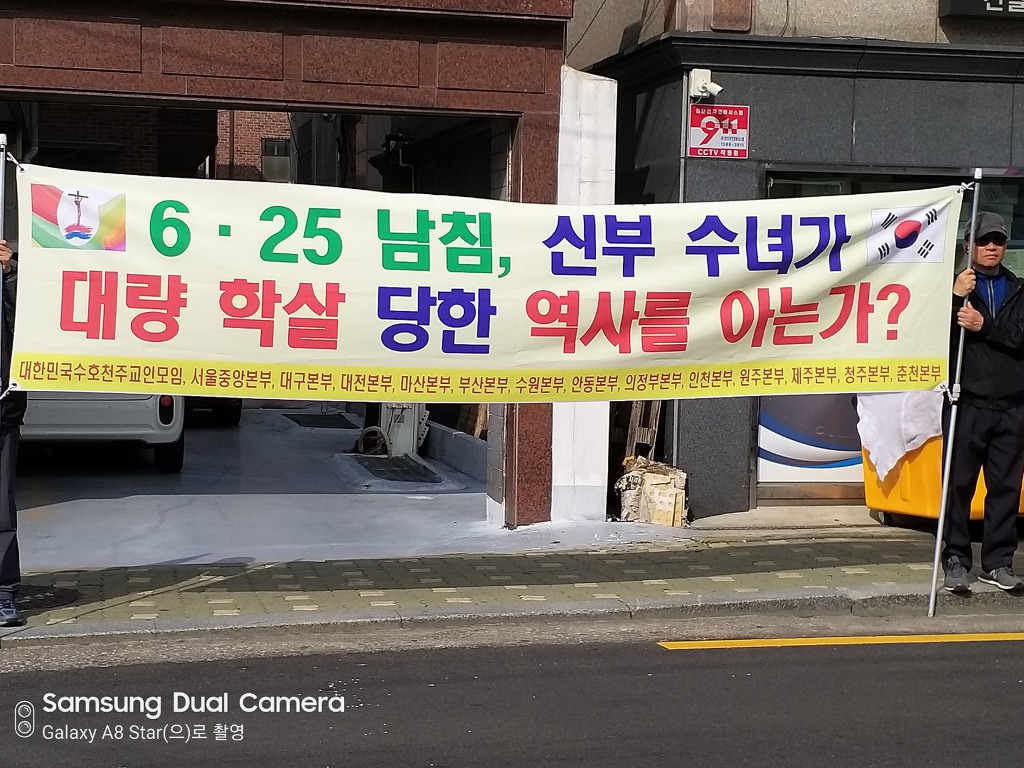 6·25 남침, 신부 수녀가
대량 학살 당한 역사를 아는가?
대한민국수호천주교인모임, 서울중앙본부, 대구본부, 대전본부, 마산본부, 부산본부, 수원본부, 안동본부, 의정부본부, 인천본부, 원주본부, 제주본부, 청주본부, 춘천본부
911
CCTV 작동중
Samsung Dual Camera
Galaxy A8 Star(으)로 촬영